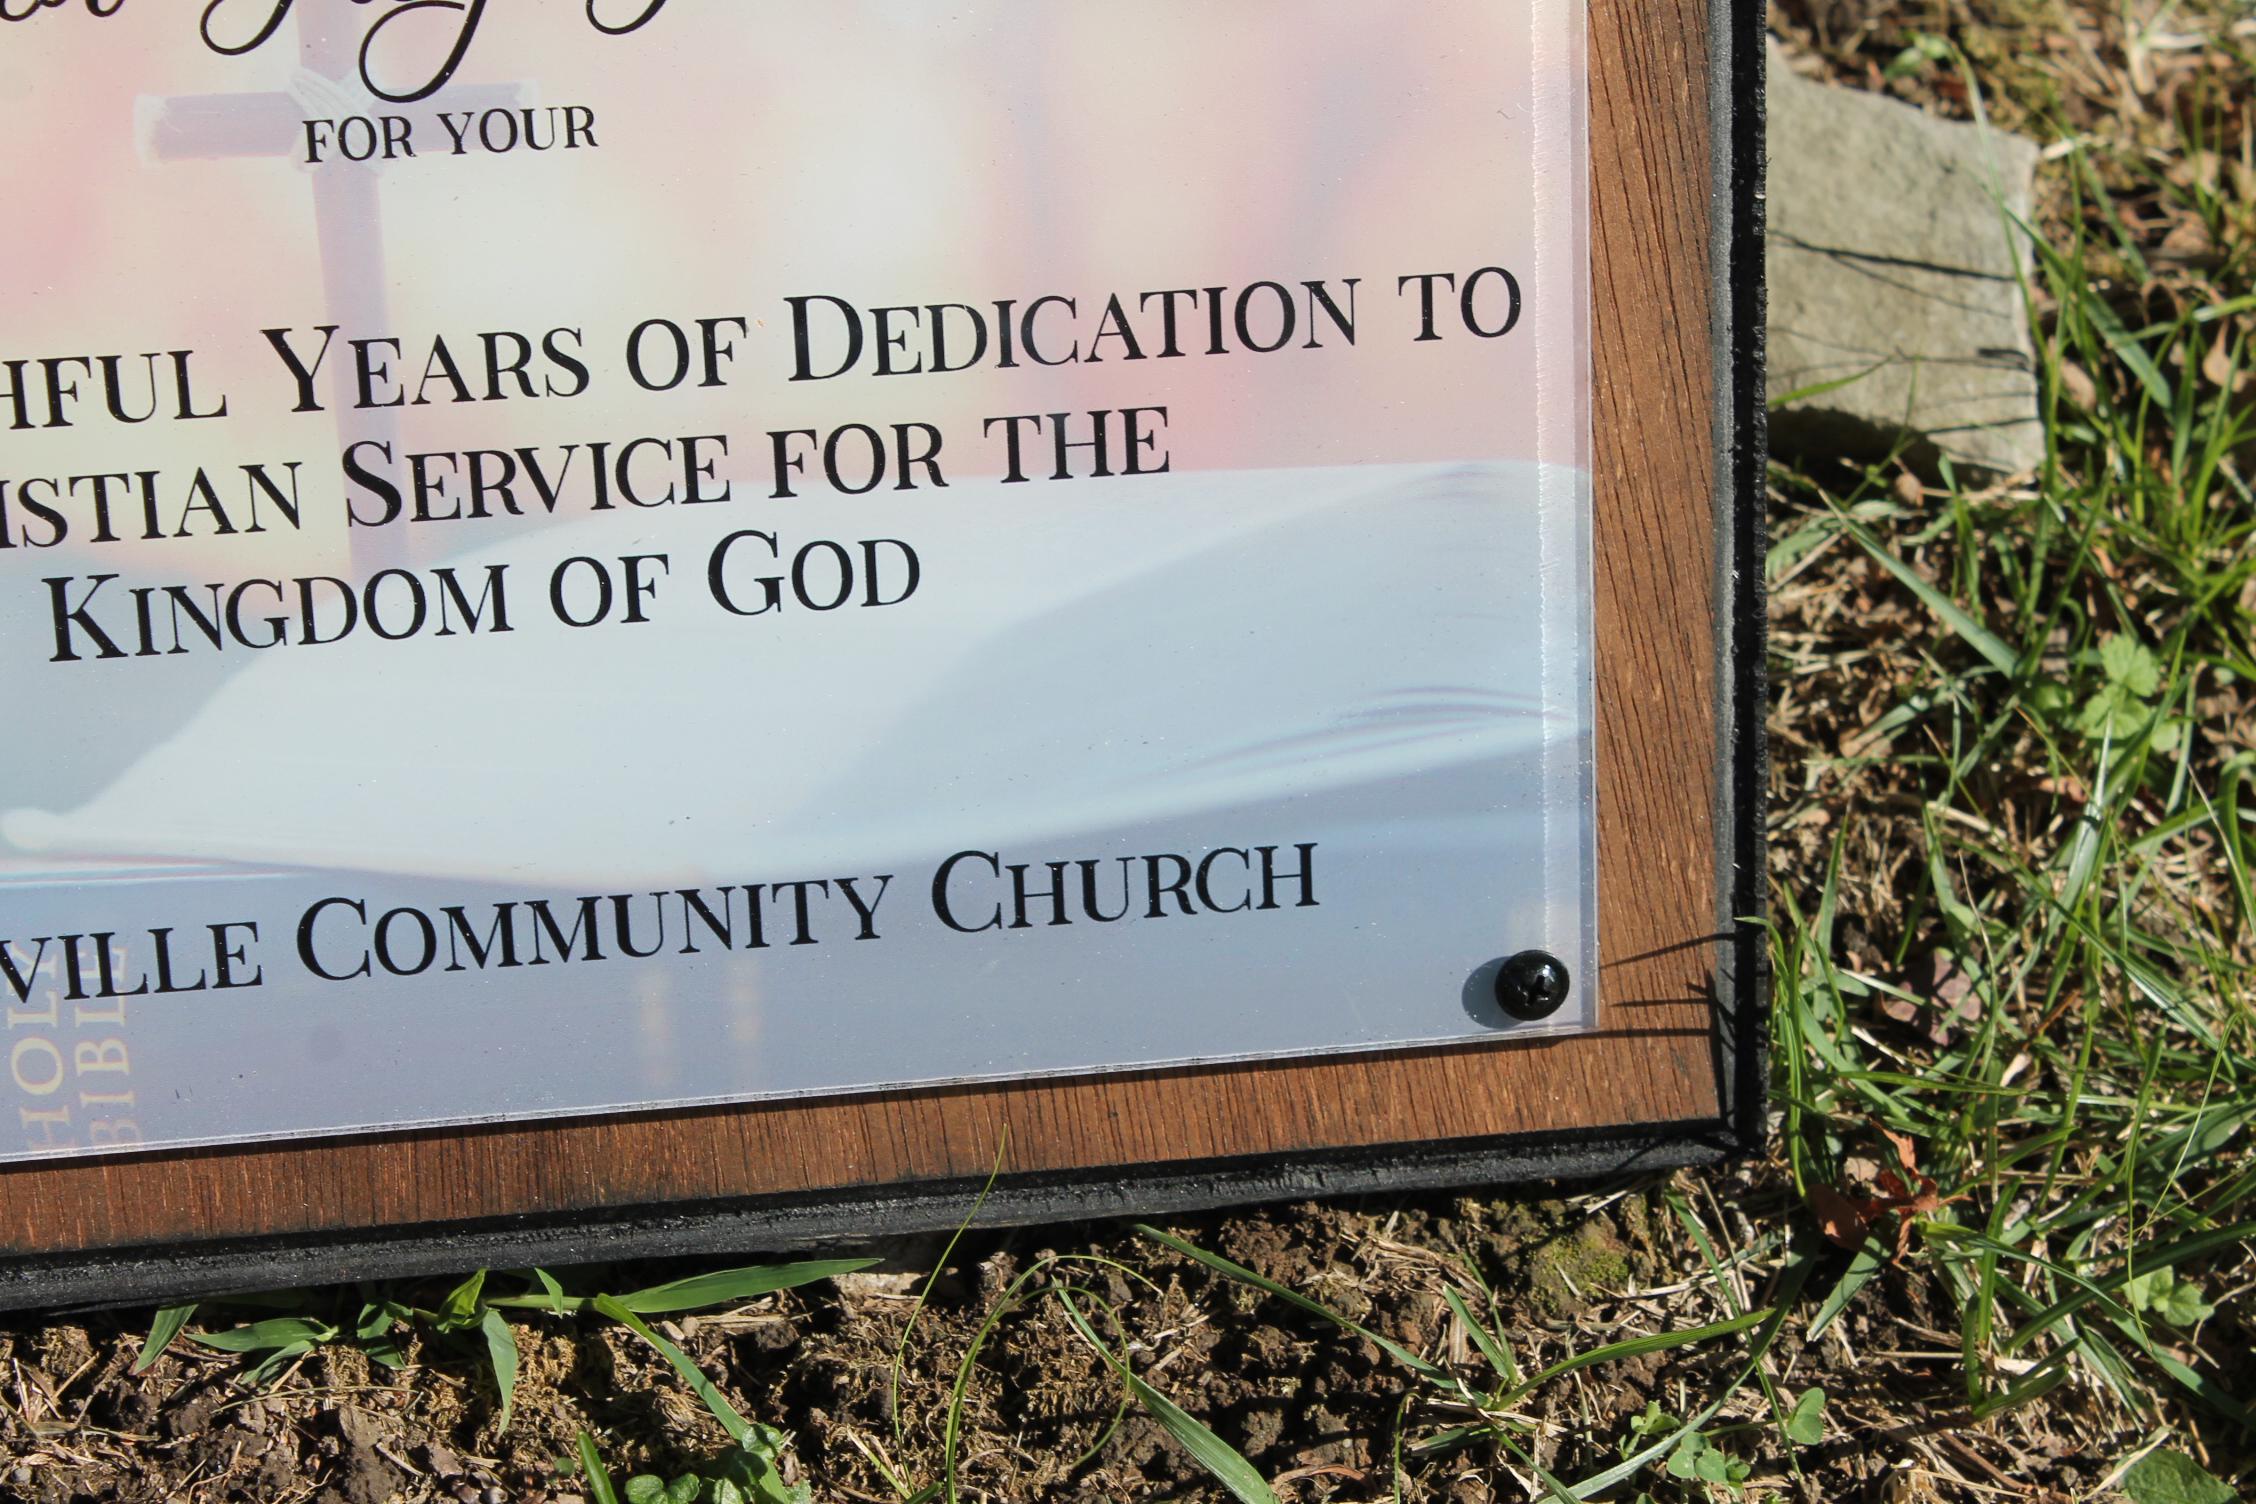 FOR YOUR
HFUL YEARS OF DEDICATION TO
ISTIAN SERVICE FOR THE
KINGDOM OF GOD
VILLE COMMUNITY CHURCH
HOLY
BIBLE